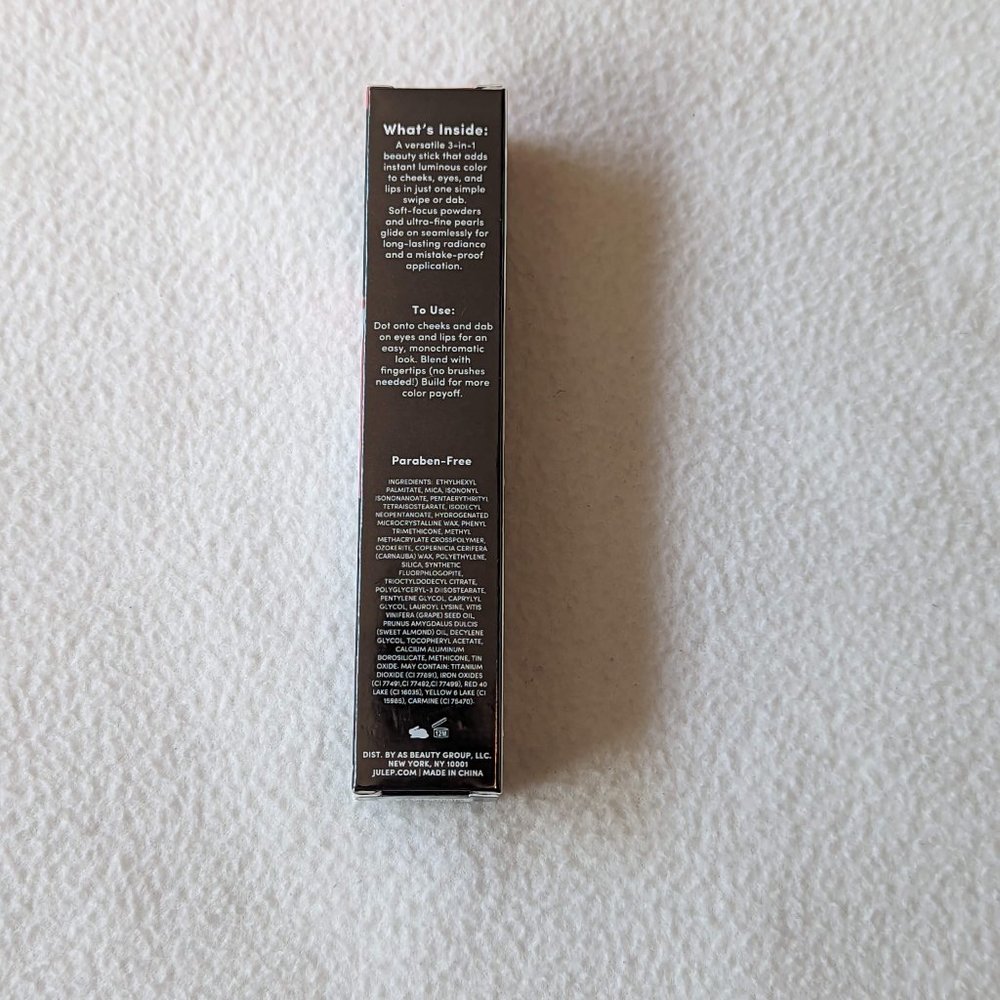 What's Inside:
A versatile 3-in-1
beauty stick that adds
instant luminous color
to cheeks, eyes, and
lips in just one simple
swipe or dab.
Soft-focus powders
and ultra-fine pearls
glide on seamlessly for
long-lasting radiance
and a mistake-proof
application.
To Use:
Dot onto cheeks and dab
on eyes and lips for an
easy, monochromatic
look. Blend with
fingertips (no brushes
needed!) Build for more
color payoff.
Paraben-Free
INGREDIENTS: ETHYLHEXYL
PALMITATE, MICA, ISONONYL
ISONONANOATE, PENTAERYTHRITYL
TETRAISOSTEARATE, ISODECYL
NEOPENTANOATE, HYDROGENATED
MICROCRYSTALLINE WAX, PHENYL
TRIMETHICONE, METHYL
METHACRYLATE CROSSPOLYMER,
OZOKERITE, COPERNICIA CERIFERA
(CARNAUBA) WAX, POLYETHYLENE,
SILICA, SYNTHETIC
FLUORPHLOGOPITE,
TRIOCTYLDODECYL CITRATE,
POLYGLYCERYL-3 DIISOSTEARATE,
PENTYLENE GLYCOL, CAPRYLYL
GLYCOL, LAUROYL LYSINE, VITIS
VINIFERA (GRAPE) SEED OIL,
PRUNUS AMYGDALUS DULCIS
(SWEET ALMOND) OIL, DECYLENE
GLYCOL, TOCOPHERYL ACETATE,
CALCIUM ALUMINUM
BOROSILICATE, METHICONE, TIN
OXIDE. MAY CONTAIN: TITANIUM
DIOXIDE (CI 77891), IRON OXIDES
(CI 77491,CI 77492,CI 77499), RED 40
LAKE (CI 16035), YELLOW 6 LAKE (CI
15985), CARMINE (CI 75470).
12M
DIST. BY AS BEAUTY GROUP, LLC.
NEW YORK, NY 10001
JULEP.COM | MADE IN CHINA